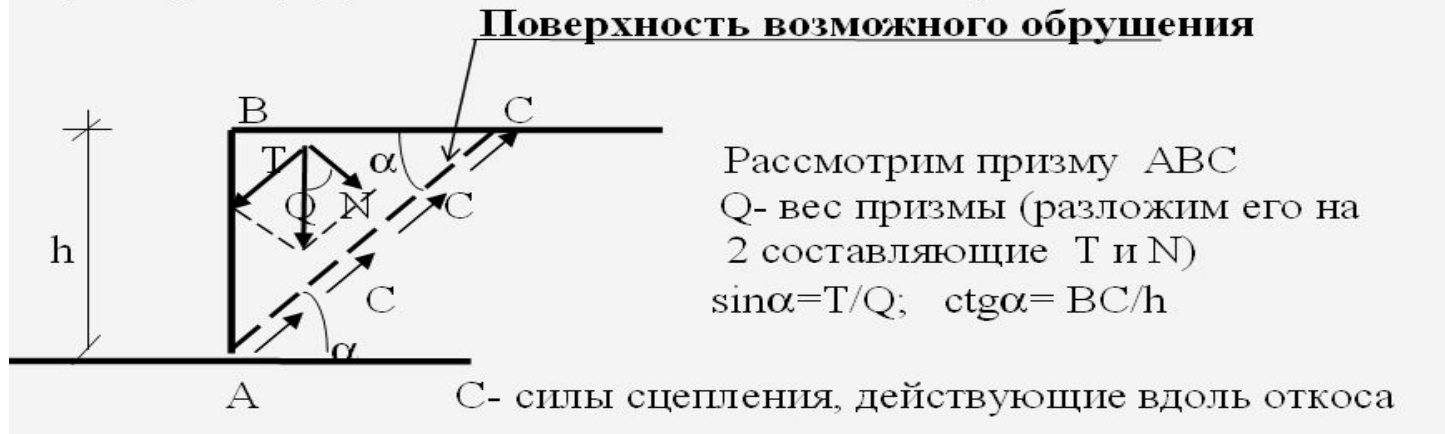 Поверхность возможного обрушения
B
C
T
α
Q
N
C
h
C
α
A
Рассмотрим призму ABC
Q- вес призмы (разложим его на
2 составляющие T и N)
sinα=T/Q; ctgα= BC/h
C- силы сцепления, действующие вдоль откоса